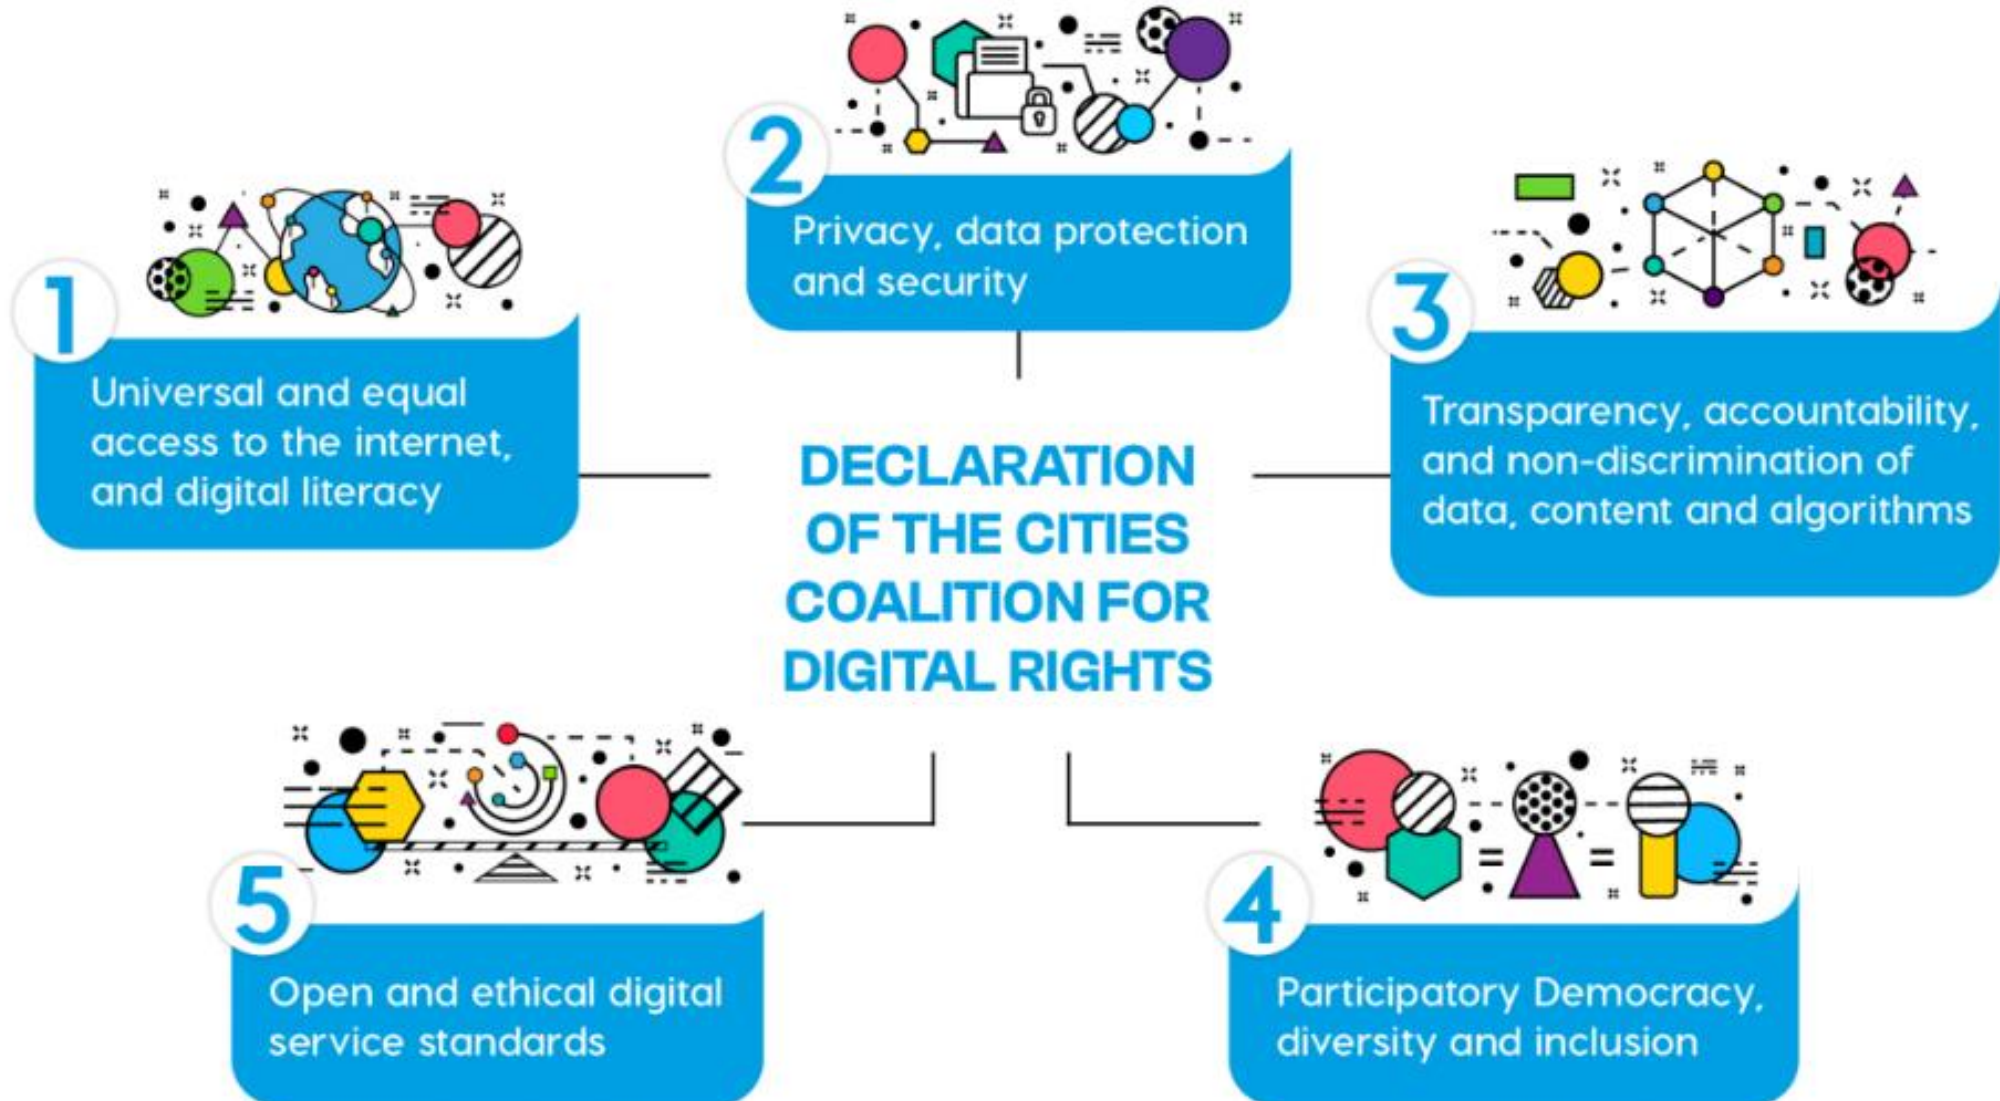 1
Universal and equal
access to the internet,
and digital literacy
2
Privacy, data protection
and security
3
Transparency, accountability,
and non-discrimination of
data, content and algorithms
DECLARATION
OF THE CITIES
COALITION FOR
DIGITAL RIGHTS
4
Participatory Democracy,
diversity and inclusion
5
Open and ethical digital
service standards